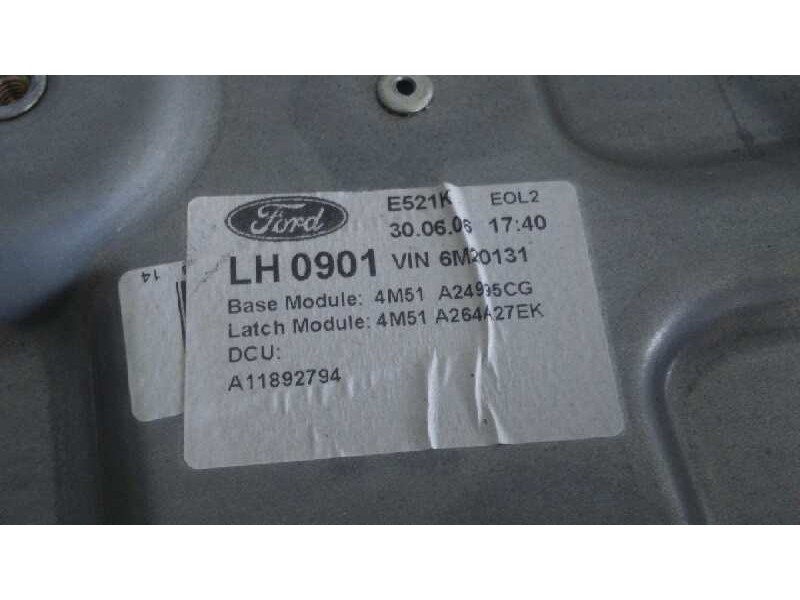 Ford
E521K EOL2
30.06.06 17:40
LH 0901 VIN 6M20131
Base Module: 4M51 A24995CG
Latch Module: 4M51 A264A27EK
DCU:
A11892794
14